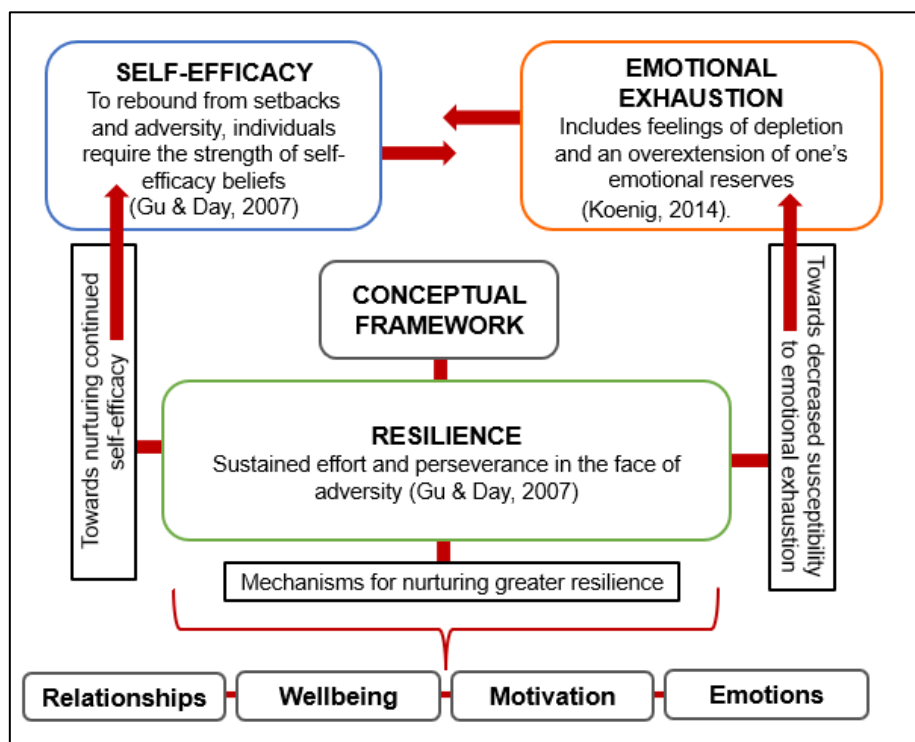 SELF-EFFICACY
To rebound from setbacks
and adversity, individuals
require the strength of self-
efficacy beliefs
(Gu & Day, 2007)
EMOTIONAL
EXHAUSTION
Includes feelings of depletion
and an overextension of one’s
emotional reserves
(Koenig, 2014).
Towards nurturing continued
self-efficacy
CONCEPTUAL
FRAMEWORK
Towards decreased susceptibility
to emotional exhaustion
RESILIENCE
Sustained effort and perseverance in the face of
adversity (Gu & Day, 2007)
Mechanisms for nurturing greater resilience
Relationships
Wellbeing
Motivation
Emotions